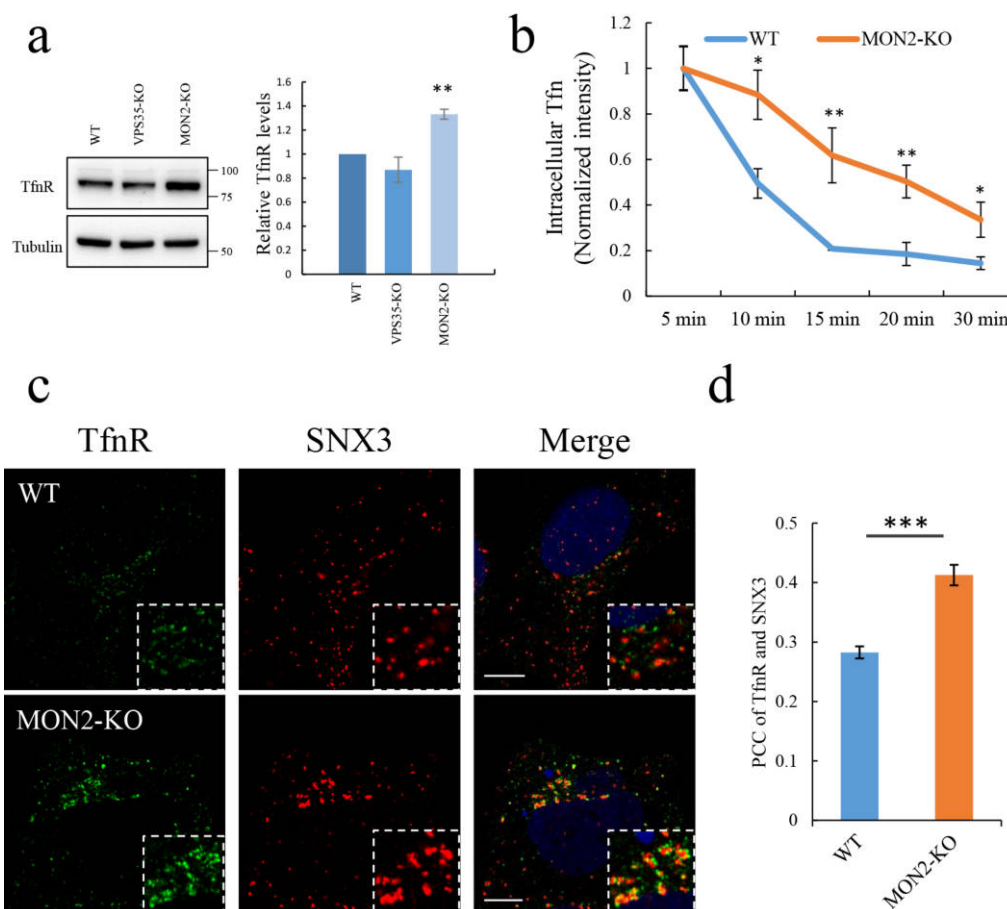 a
WT
VPS35-KO
MON2-KO
TfnR
100
75
Tubulin
50
Relative TfnR levels
1.6
1.4
1.2
1
0.8
0.6
0.4
0.2
0
**
WT
VPS35-KO
MON2-KO
b
Intracellular Tfn
(Normalized intensity)
1.2
1
0.8
0.6
0.4
0.2
0
WT
MON2-KO
*
**
**
*
5 min
10 min
15 min
20 min
30 min
c
TfnR
SNX3
Merge
WT
MON2-KO
d
PCC of TfnR and SNX3
0.5
0.4
0.3
0.2
0.1
0
***
WT
MON2-KO